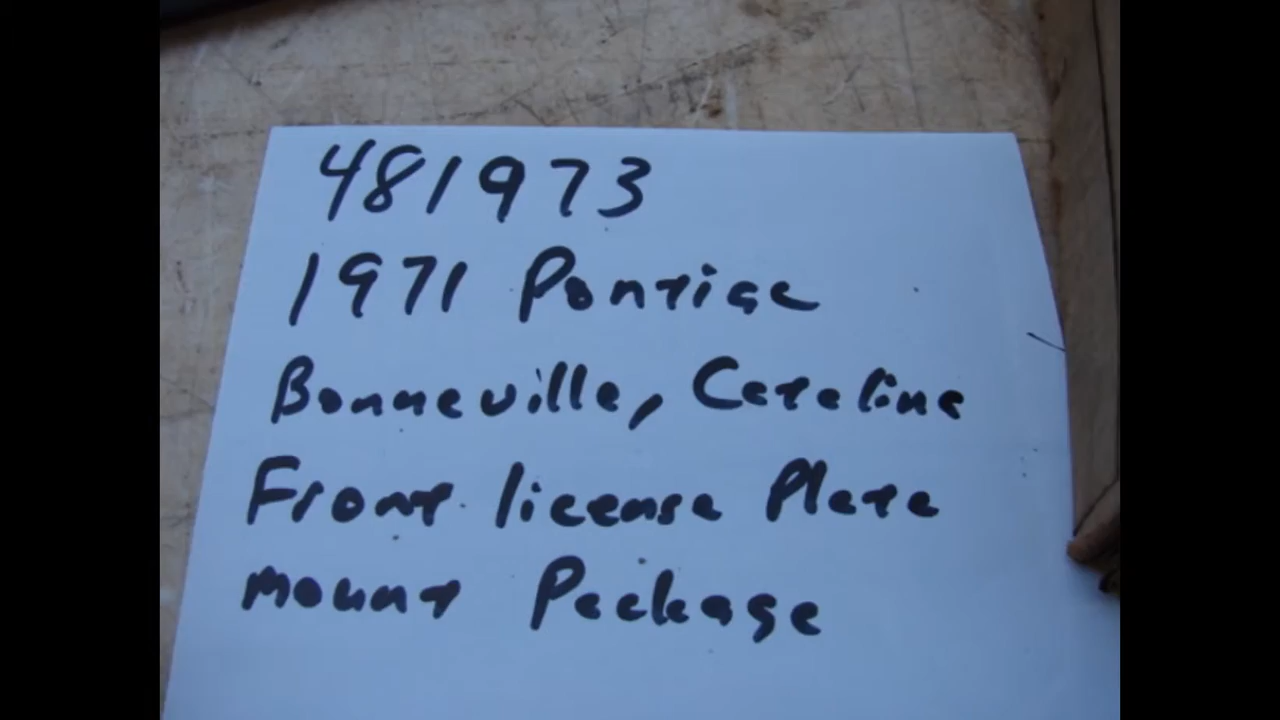 481973
1971 Pontiac
Bonneville, Catalina
Front license Plate
mount Package